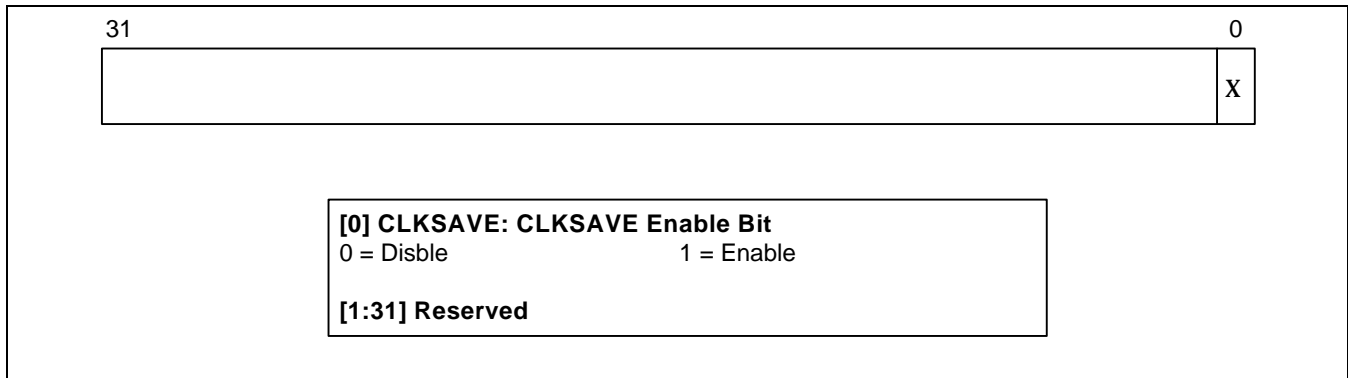 31 0
X
[0] CLKSAVE: CLKSAVE Enable Bit
0 = Disble 1 = Enable
[1:31] Reserved